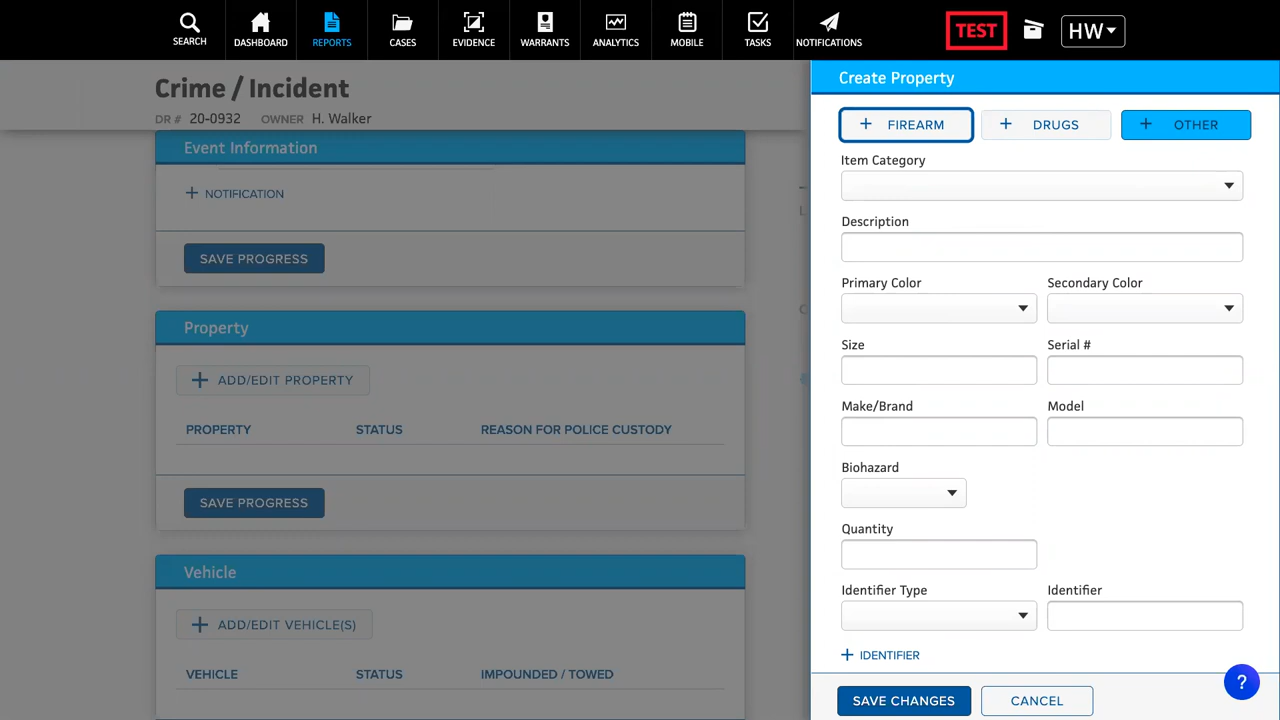 SEARCH
DASHBOARD
REPORTS
CASES
EVIDENCE
WARRANTS
ANALYTICS
MOBILE
TASKS
NOTIFICATIONS
TEST
HW
Crime / Incident
DR # 20-0932 OWNER H. Walker
Event Information
+ NOTIFICATION
SAVE PROGRESS
Property
+ ADD/EDIT PROPERTY
PROPERTY STATUS REASON FOR POLICE CUSTODY
SAVE PROGRESS
Vehicle
+ ADD/EDIT VEHICLE(S)
VEHICLE STATUS IMPOUNDED / TOWED
Create Property
+ FIREARM + DRUGS + OTHER
Item Category
Description
Primary Color Secondary Color
Size Serial #
Make/Brand Model
Biohazard
Quantity
Identifier Type Identifier
+ IDENTIFIER
SAVE CHANGES CANCEL
?